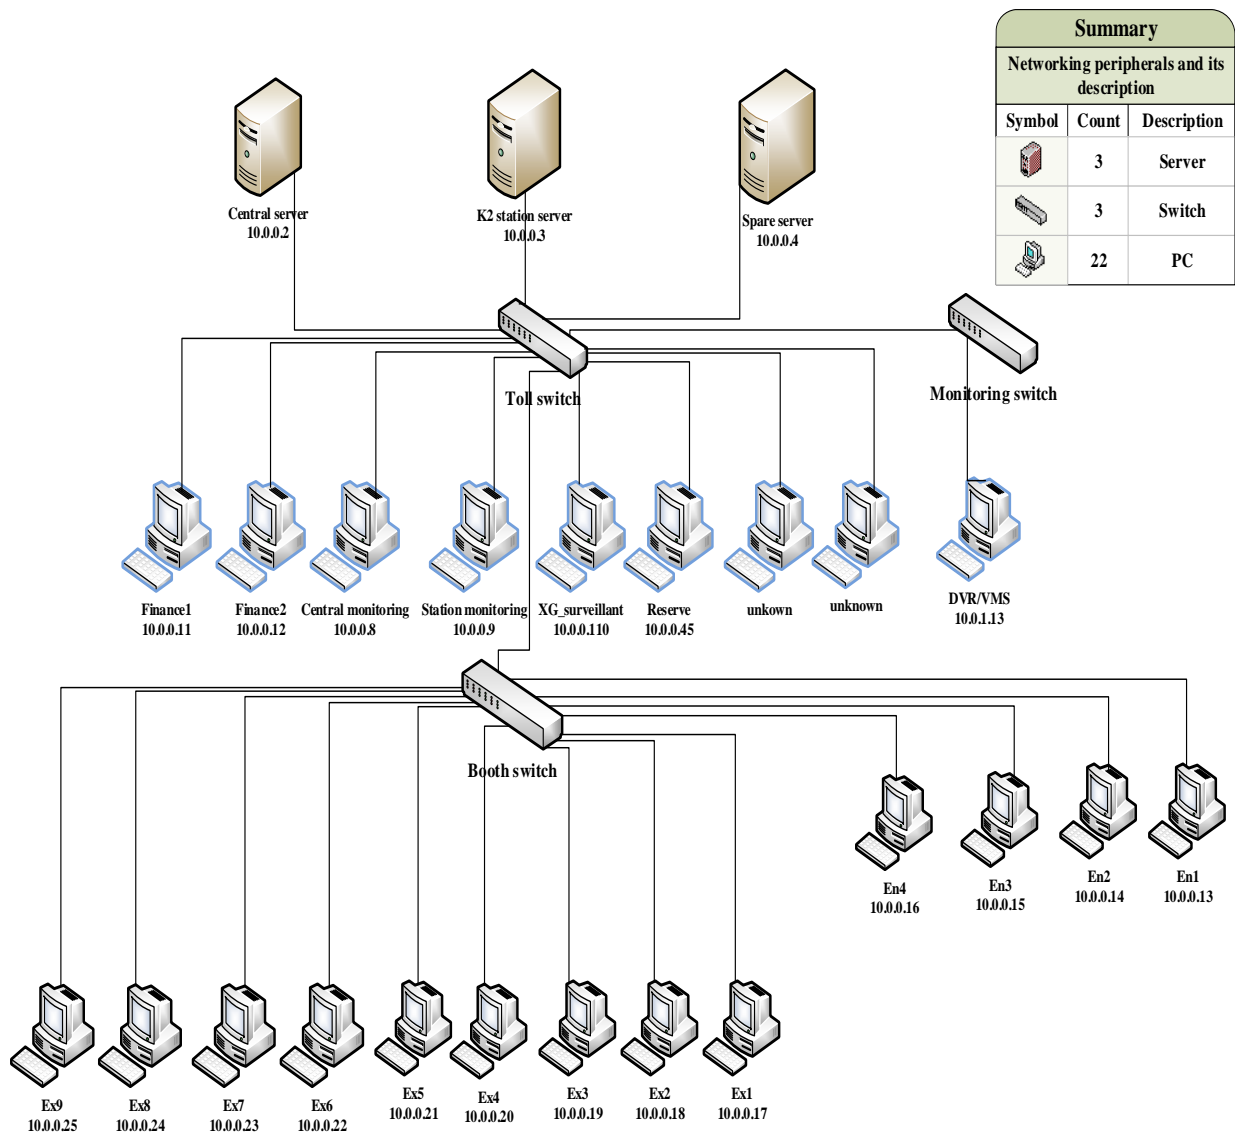 Summary
Networking peripherals and its
description
Symbol Count Description
3 Server
3 Switch
22 PC
Central server
10.0.0.2
K2 station server
10.0.0.3
Spare server
10.0.0.4
Toll switch
Monitoring switch
Finance1
10.0.0.11
Finance2
10.0.0.12
Central monitoring
10.0.0.8
Station monitoring
10.0.0.9
XG_surveillant
10.0.0.110
Reserve
10.0.0.45
unkown
unknown
DVR/VMS
10.0.1.13
Booth switch
En4
10.0.0.16
En3
10.0.0.15
En2
10.0.0.14
En1
10.0.0.13
Ex9
10.0.0.25
Ex8
10.0.0.24
Ex7
10.0.0.23
Ex6
10.0.0.22
Ex5
10.0.0.21
Ex4
10.0.0.20
Ex3
10.0.0.19
Ex2
10.0.0.18
Ex1
10.0.0.17